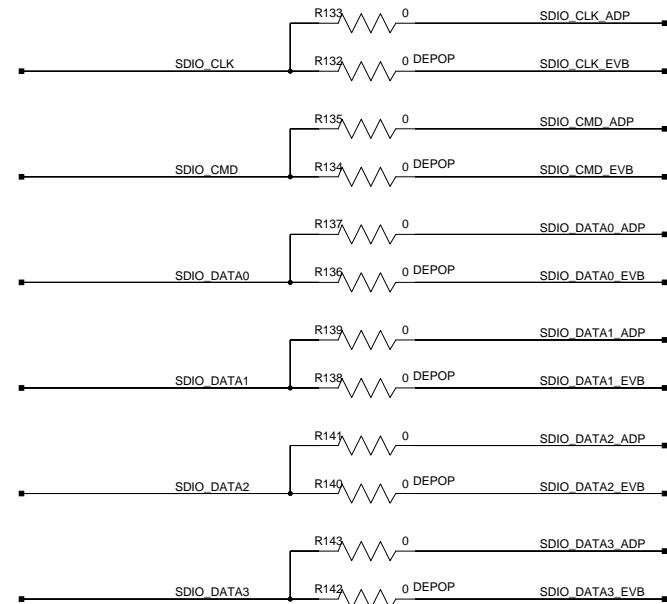 R133 0 SDIO_CLK_ADP
SDIO_CLK R132 0 DEPOP SDIO_CLK_EVB
R135 0 SDIO_CMD_ADP
SDIO_CMD R134 0 DEPOP SDIO_CMD_EVB
R137 0 SDIO_DATA0_ADP
SDIO_DATA0 R136 0 DEPOP SDIO_DATA0_EVB
R139 0 SDIO_DATA1_ADP
SDIO_DATA1 R138 0 DEPOP SDIO_DATA1_EVB
R141 0 SDIO_DATA2_ADP
SDIO_DATA2 R140 0 DEPOP SDIO_DATA2_EVB
R143 0 SDIO_DATA3_ADP
SDIO_DATA3 R142 0 DEPOP SDIO_DATA3_EVB